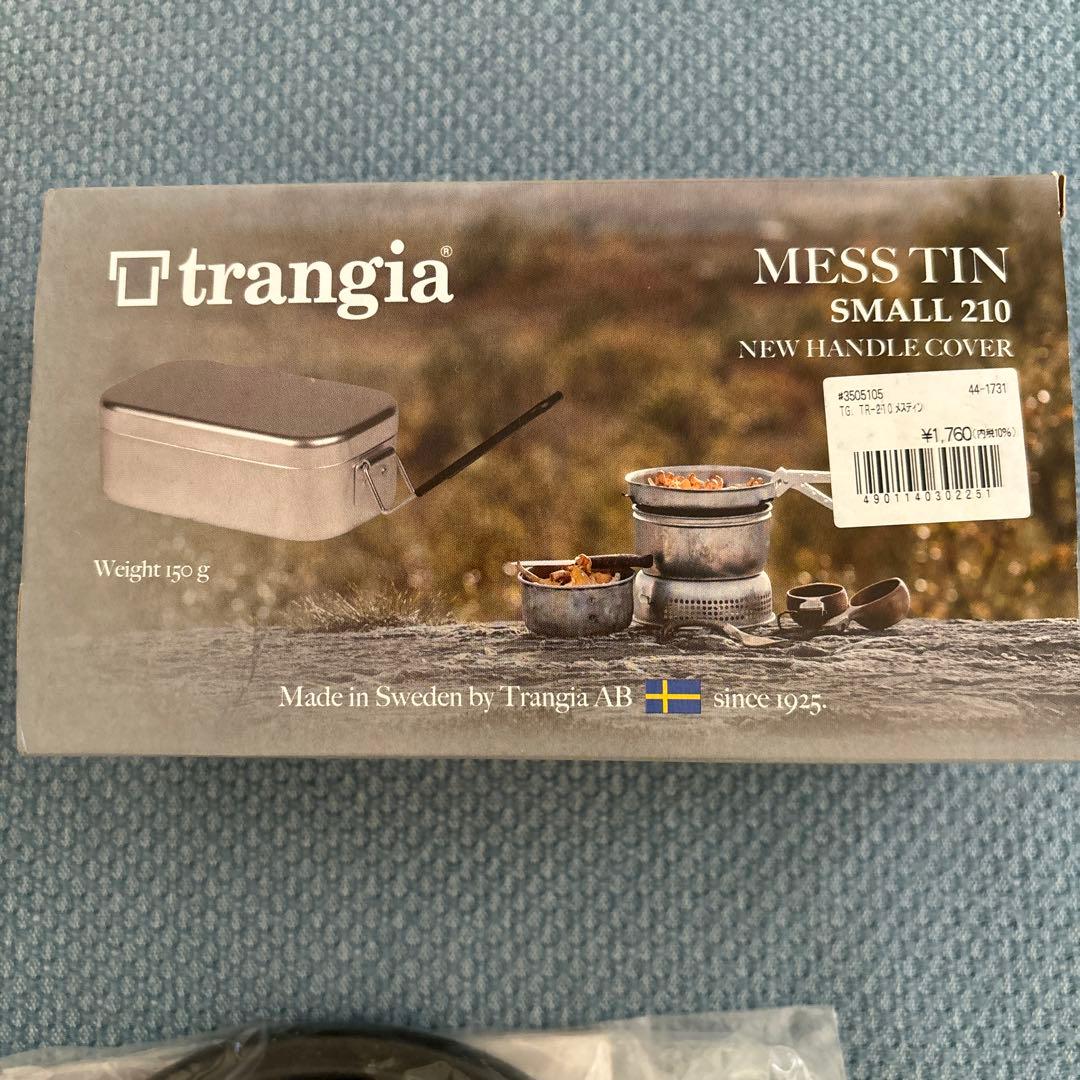 trangia®
MESS TIN
SMALL 210
NEW HANDLE COVER
#3505105 44-1731
TG. TR-210 メスティン
¥1,760(内税10%)
4901140302251
Weight 150 g
Made in Sweden by Trangia AB since 1925.